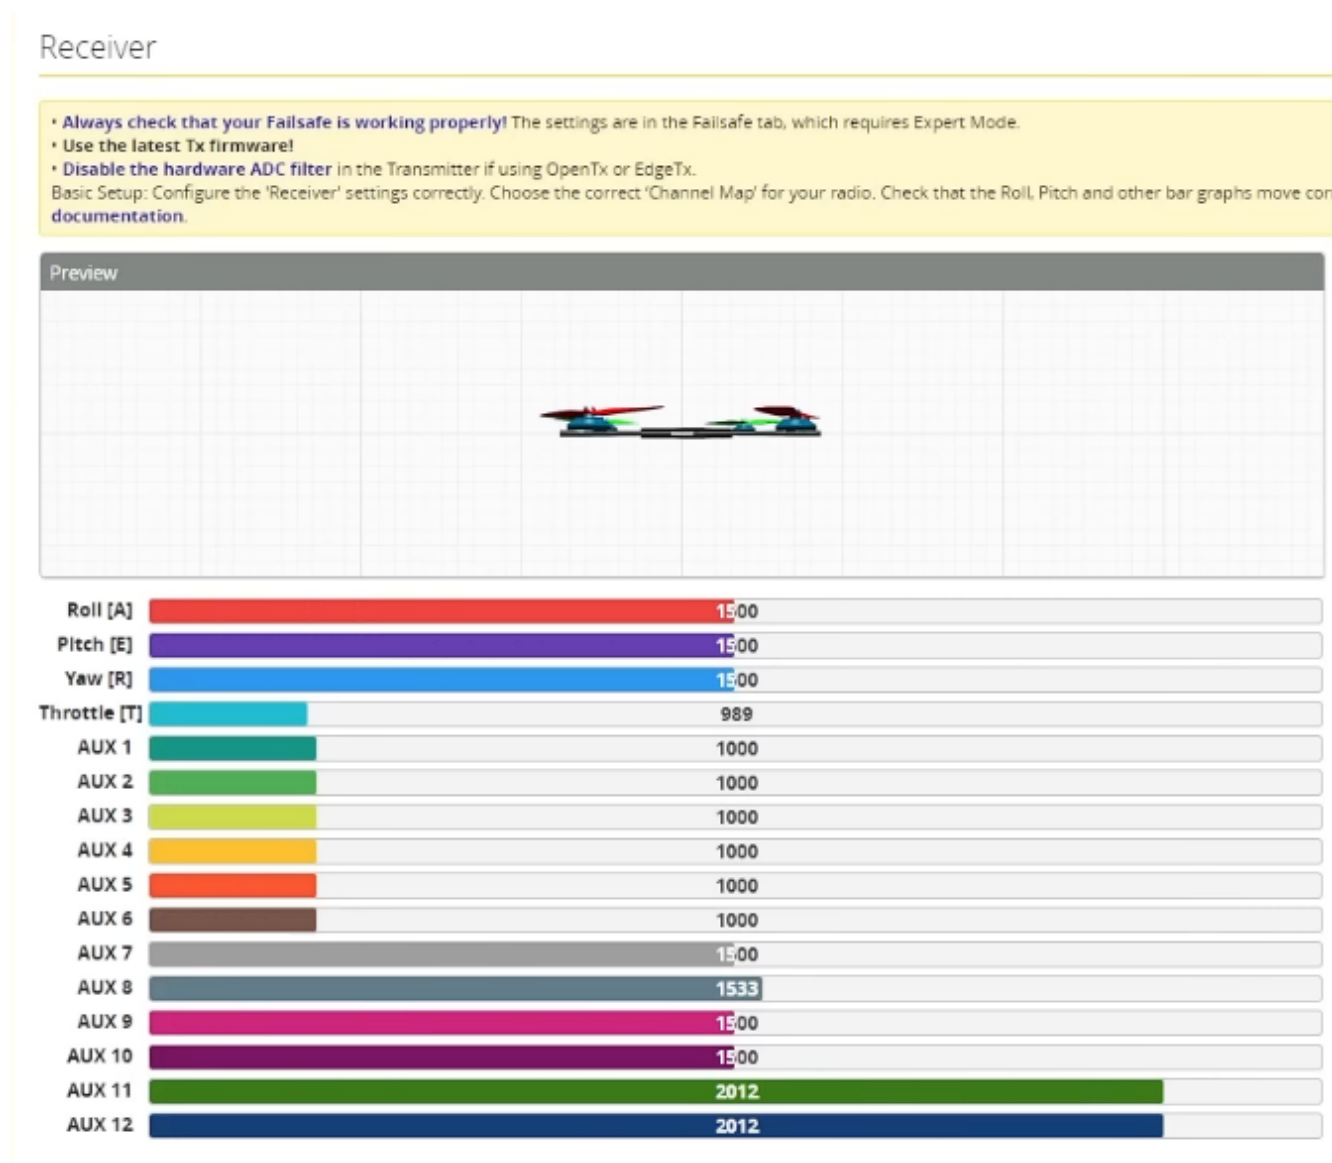 Receiver
• Always check that your Failsafe is working properly! The settings are in the Failsafe tab, which requires Expert Mode.
• Use the latest Tx firmware!
• Disable the hardware ADC filter in the Transmitter if using OpenTx or EdgeTx.
Basic Setup: Configure the 'Receiver' settings correctly. Choose the correct 'Channel Map' for your radio. Check that the Roll, Pitch and other bar graphs move
documentation.
Preview
Roll [A] 1500
Pitch [E] 1500
Yaw [R] 1500
Throttle [T] 989
AUX 1 1000
AUX 2 1000
AUX 3 1000
AUX 4 1000
AUX 5 1000
AUX 6 1000
AUX 7 1500
AUX 8 1533
AUX 9 1500
AUX 10 1500
AUX 11 2012
AUX 12 2012